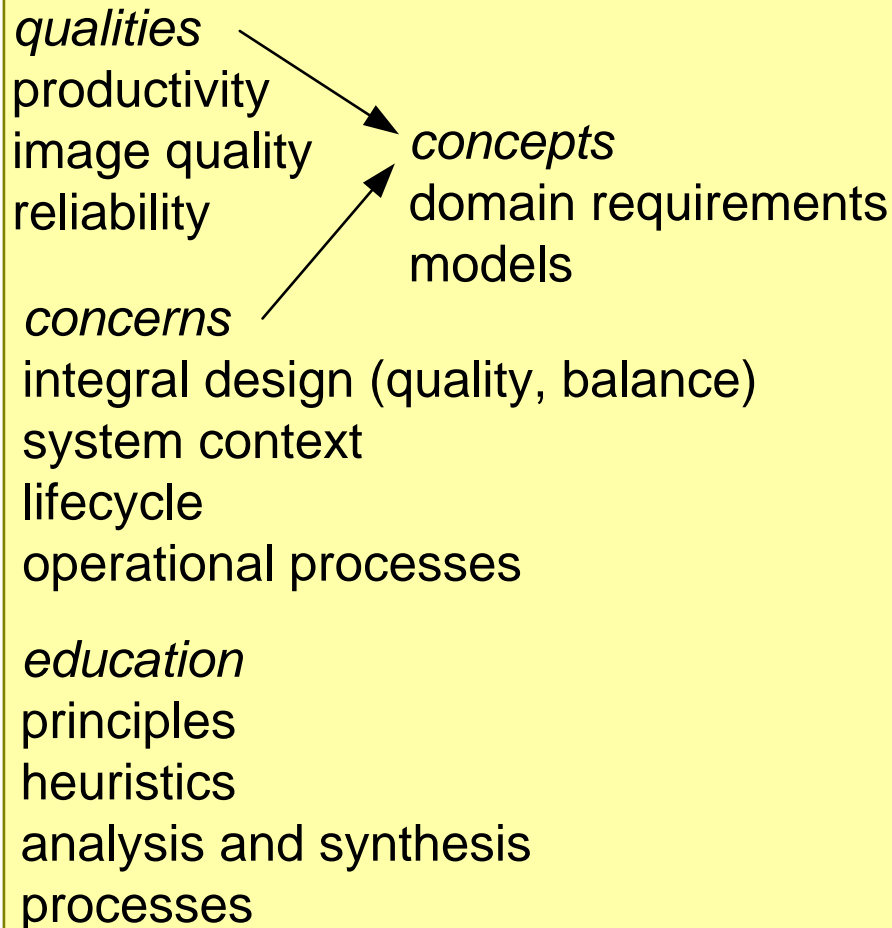 qualities
productivity
image quality
reliability
concepts
domain requirements
models
concerns
integral design (quality, balance)
system context
lifecycle
operational processes
education
principles
heuristics
analysis and synthesis
processes